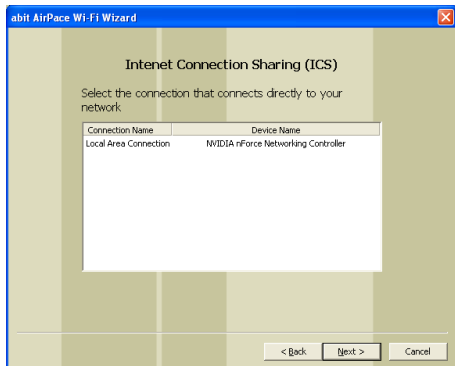 abit AirPace Wi-Fi Wizard
Intenet Connection Sharing (ICS)
Select the connection that connects directly to your
network
Connection Name Device Name
Local Area Connection NVIDIA nForce Networking Controller
< Back Next > Cancel